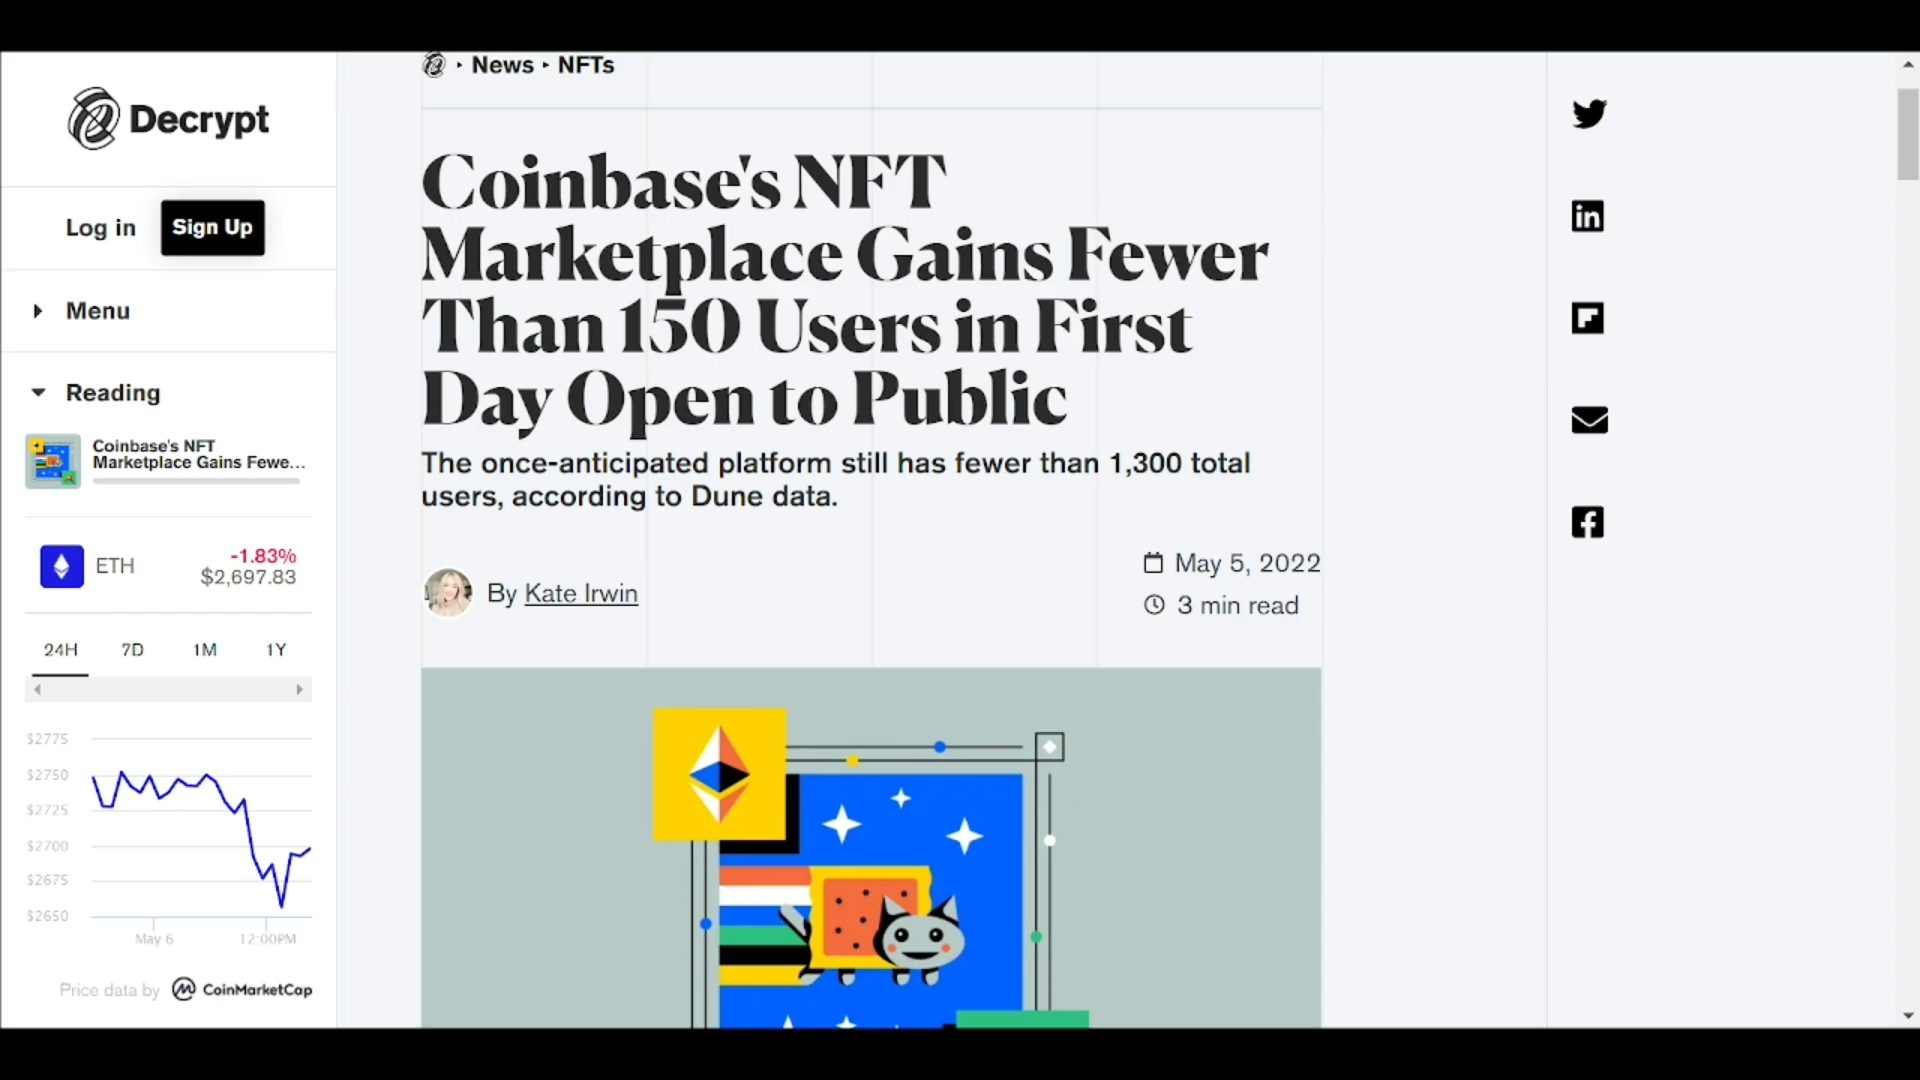 Decrypt
Log in
Sign Up
Menu
Reading
Coinbase's NFT
Marketplace Gains Fewe...
ETH
-1.83%
$2,697.83
24H 7D 1M 1Y
$2775
$2750
$2725
$2700
$2675
$2650
May 6 12:00PM
Price data by CoinMarketCap
News NFTs
Coinbase's NFT
Marketplace Gains Fewer
Than 150 Users in First
Day Open to Public
The once-anticipated platform still has fewer than 1,300 total
users, according to Dune data.
By Kate Irwin
May 5, 2022
3 min read
in